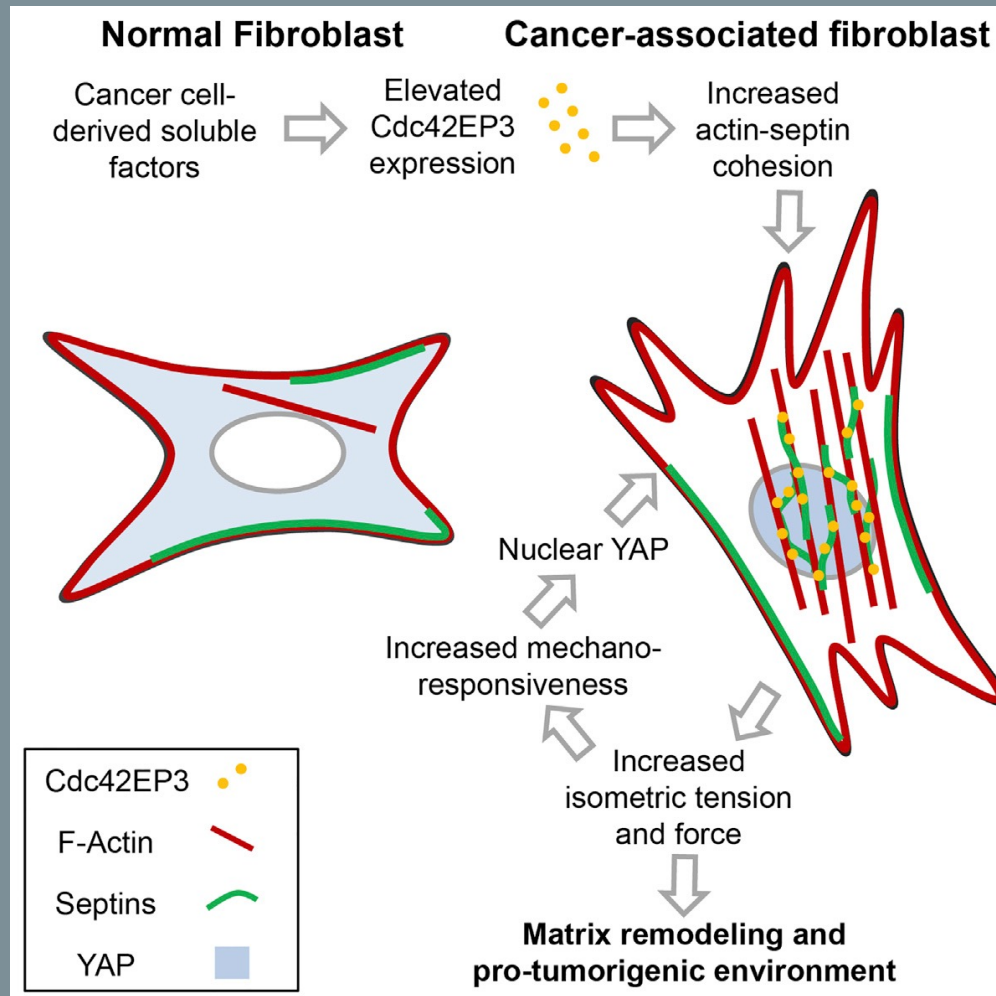 Normal Fibroblast
Cancer-associated fibroblast
Cancer cell-
derived soluble
factors
Elevated
Cdc42EP3
expression
Increased
actin-septin
cohesion
Nuclear YAP
Increased mechano-
responsiveness
Increased
isometric tension
and force
Matrix remodeling and
pro-tumorigenic environment
Cdc42EP3
F-Actin
Septins
YAP